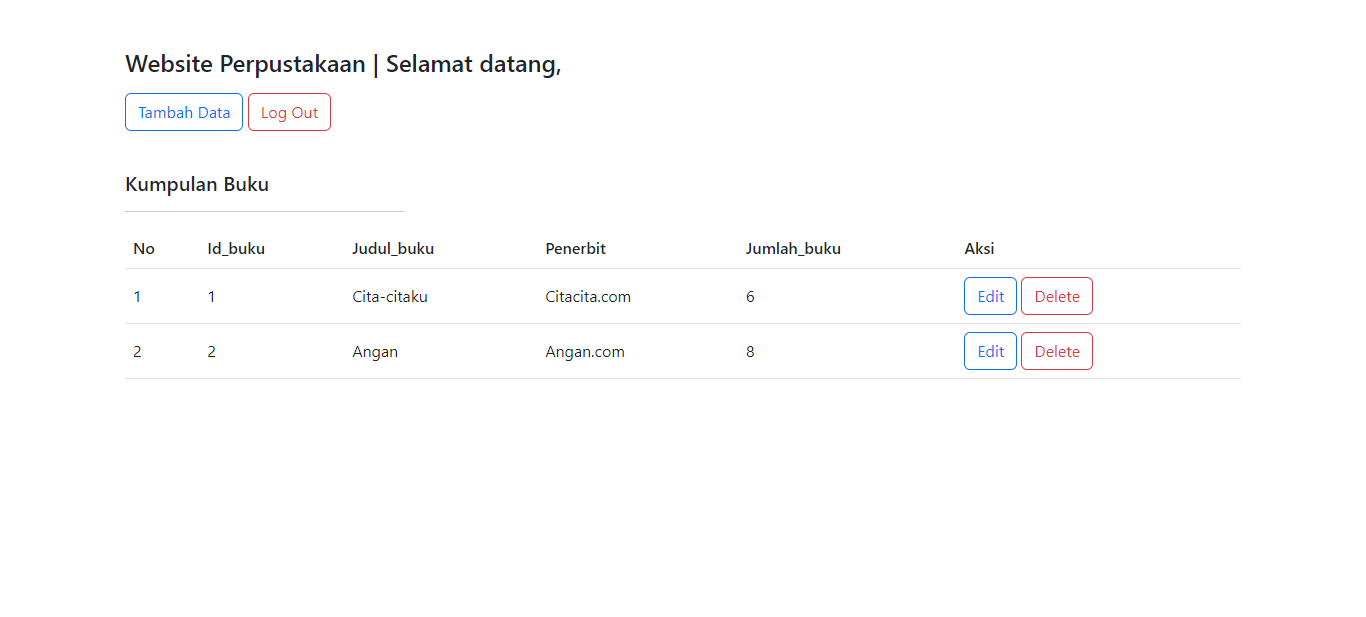 Website Perpustakaan | Selamat datang,
Tambah Data Log Out
Kumpulan Buku
No Id_buku Judul_buku Penerbit Jumlah_buku Aksi
1 1 Cita-citaku Citacita.com 6 Edit Delete
2 2 Angan Angan.com 8 Edit Delete